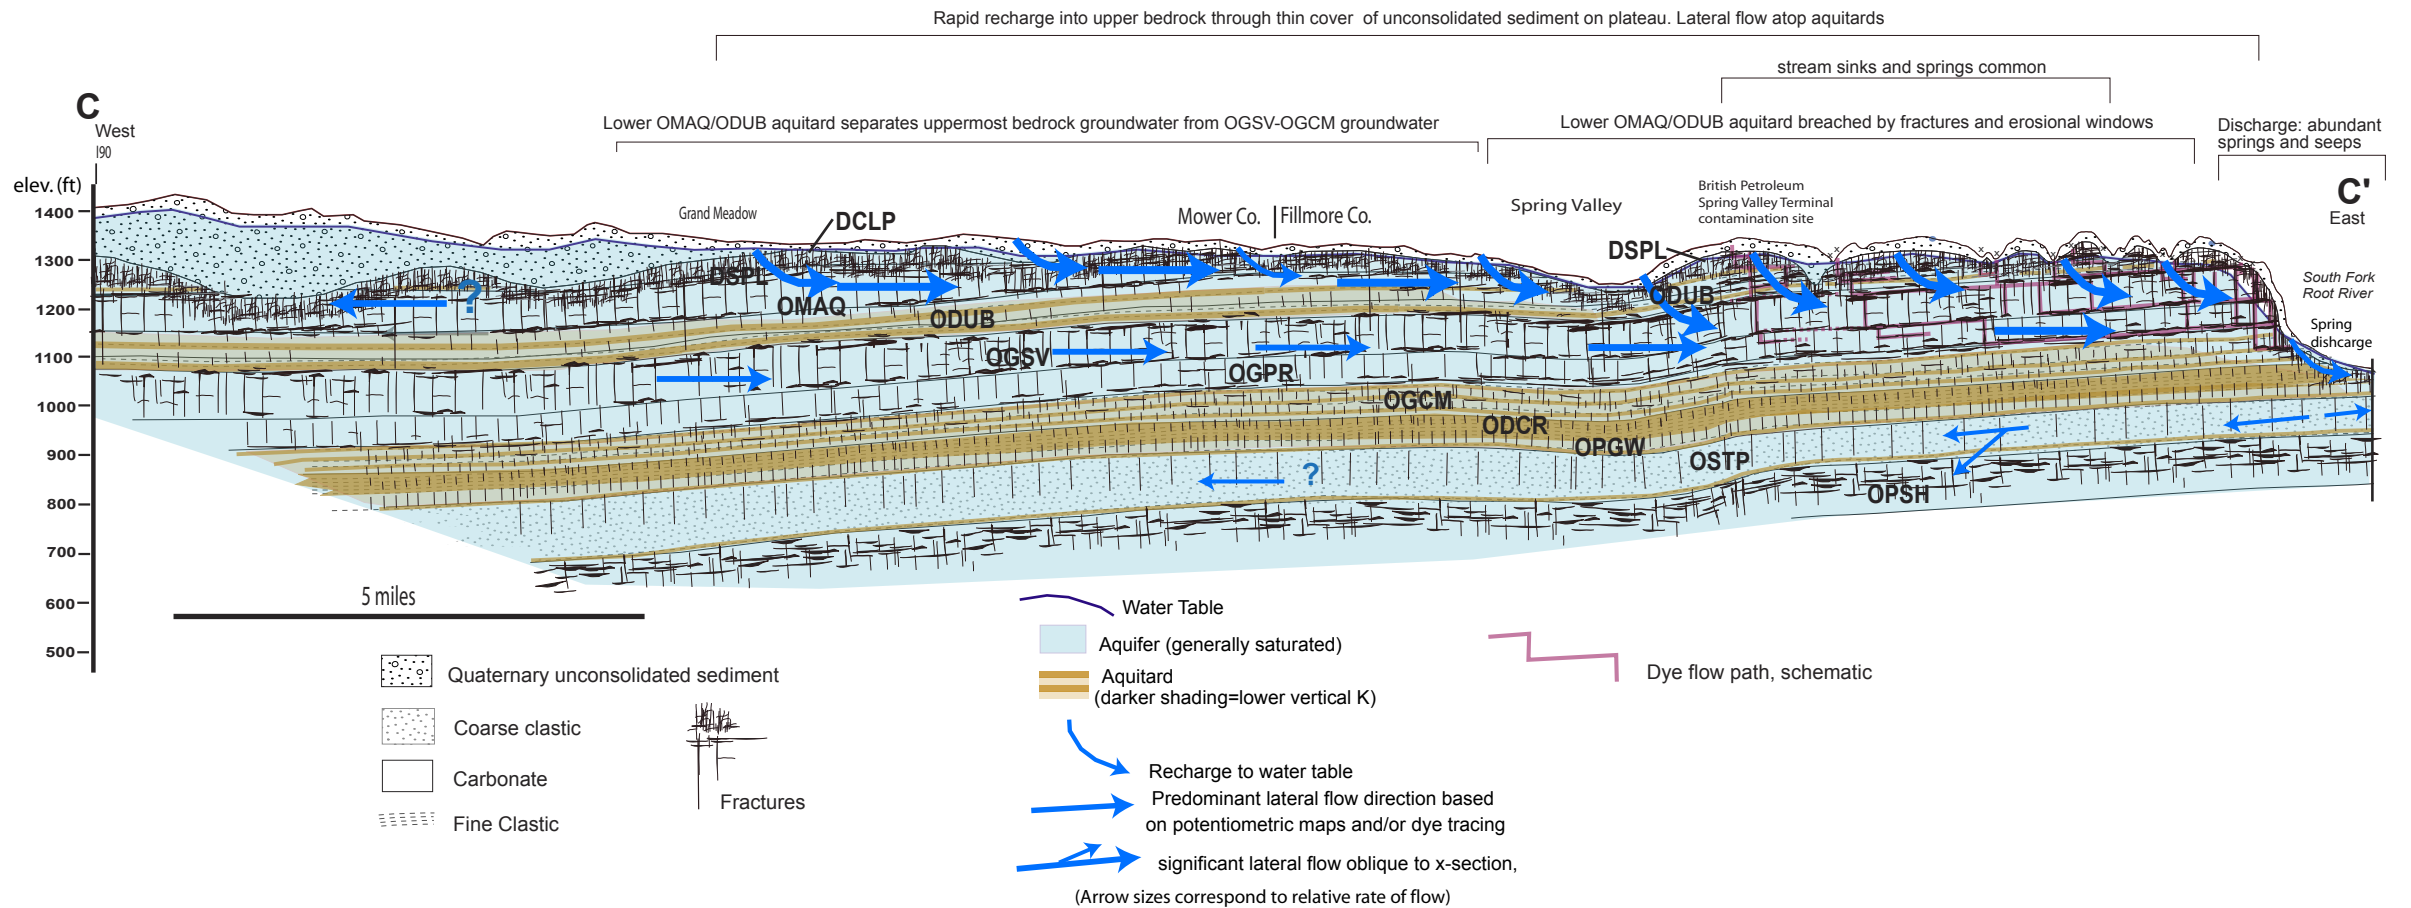 Rapid recharge into upper bedrock through thin cover of unconsolidated sediment on plateau. Lateral flow atop aquitards
stream sinks and springs common
C
West
I90
Lower OMAQ/ODUB aquitard separates uppermost bedrock groundwater from OGSV-OGCM groundwater
Lower OMAQ/ODUB aquitard breached by fractures and erosional windows
Discharge: abundant
springs and seeps
elev. (ft)
C'
East
British Petroleum
Spring Valley Terminal
contamination site
Grand Meadow
DCLP
Mower Co.
Fillmore Co.
Spring Valley
DSPL
1400
1300
1200
1100
1000
900
800
700
600
500
DSPL
?
OMAQ
ODUB
ODUB
South Fork
Root River
Spring
dishcarge
OGSV
OGPR
OGCM
ODCR
OPGW
OSTP
?
OPSH
5 miles
Water Table
Aquifer (generally saturated)
Aquitard
(darker shading=lower vertical K)
Dye flow path, schematic
Quaternary unconsolidated sediment
Coarse clastic
Carbonate
Fine Clastic
Fractures
Recharge to water table
Predominant lateral flow direction based
on potentiometric maps and/or dye tracing
significant lateral flow oblique to x-section,
(Arrow sizes correspond to relative rate of flow)